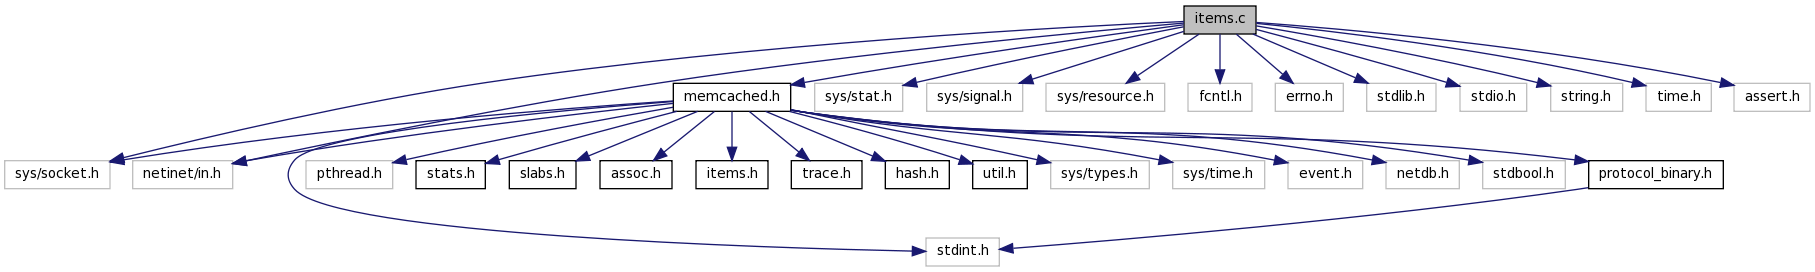 items.c
memcached.h
sys/stat.h
sys/signal.h
sys/resource.h
fcntl.h
errno.h
stdlib.h
stdio.h
string.h
time.h
assert.h
sys/socket.h
netinet/in.h
pthread.h
stats.h
slabs.h
assoc.h
items.h
trace.h
hash.h
util.h
sys/types.h
sys/time.h
event.h
netdb.h
stdbool.h
protocol_binary.h
stdint.h